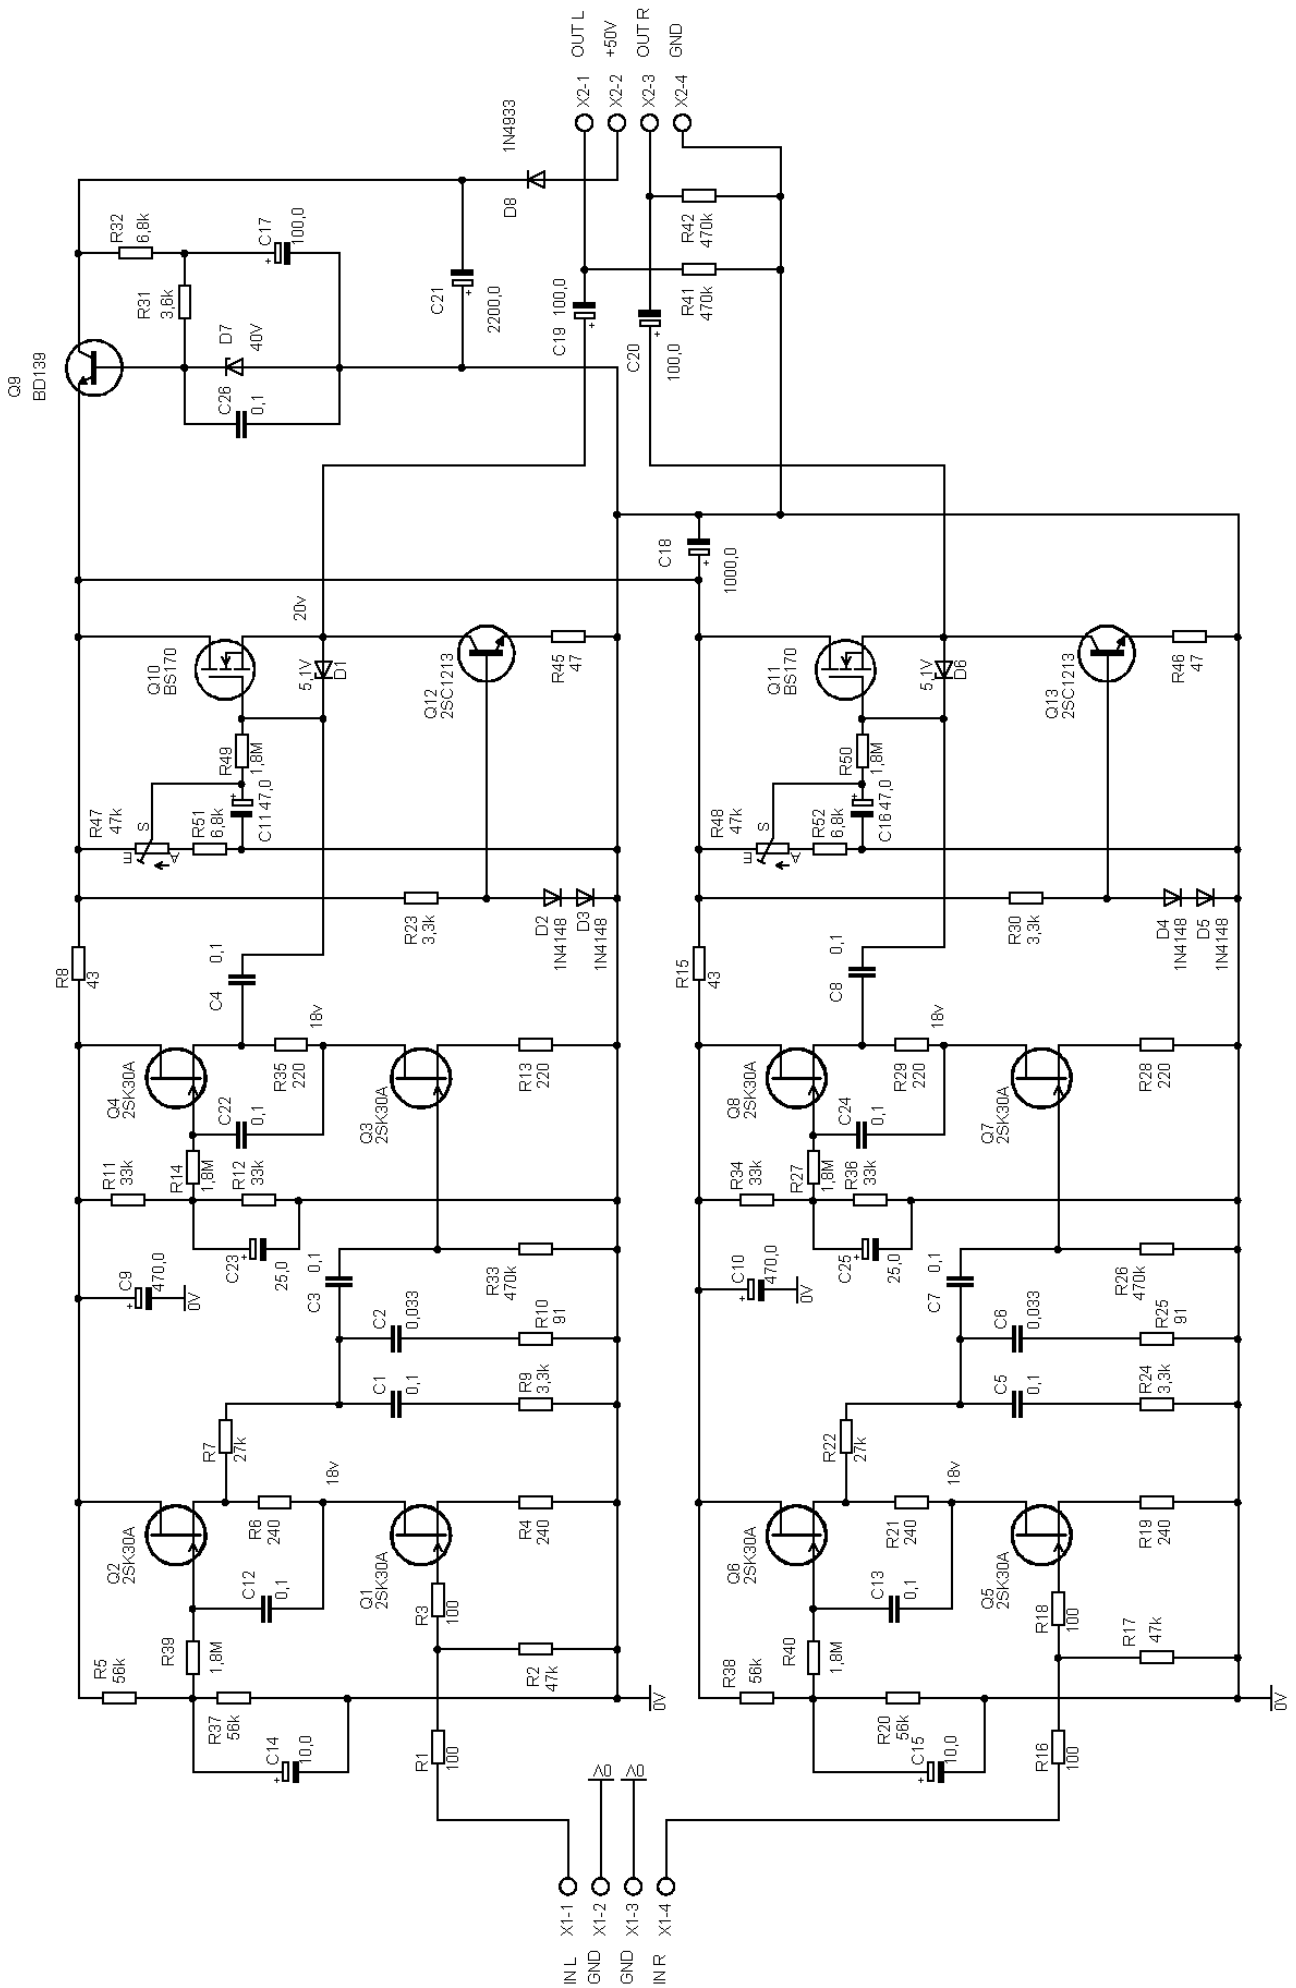 OUT L
+50V
OUT R
GND
X2-1
X2-2
X2-3
X2-4
1N4933
D8
R32
6,8k
C17
100,0
R31
3,6k
D7
40V
C26
0,1
Q9
BD139
C21
2200,0
C19
100,0
C20
100,0
R42
470k
R41
470k
C18
1000,0
Q10
BS170
20v
5,1V
D1
R49
1,8M
R47
47k
S
E
A
R51
6,8k
C11
47,0
Q12
2SC1213
R45
47
R23
3,3k
D2
1N4148
D3
1N4148
R8
43
C4
0,1
Q11
BS170
5,1V
D6
R50
1,8M
R48
47k
S
E
A
R52
6,8k
C16
47,0
Q13
2SC1213
R46
47
R30
3,3k
D4
1N4148
D5
1N4148
R15
43
C8
0,1
Q4
2SK30A
R35
220
18v
C22
0,1
Q3
2SK30A
R13
220
R11
33k
R14
1,8M
R12
33k
C23
25,0
C9
470,0
0V
C3
0,1
R33
470k
C2
0,033
R10
91
C1
0,1
R9
3,3k
R7
27k
Q8
2SK30A
R29
220
18v
C24
0,1
Q7
2SK30A
R28
220
R34
33k
R27
1,8M
R36
33k
C25
25,0
C10
470,0
0V
C7
0,1
R26
470k
C6
0,033
R25
91
C5
0,1
R24
3,3k
R22
27k
Q2
2SK30A
R6
240
18v
C12
0,1
Q1
2SK30A
R4
240
R3
100
R5
56k
R39
1,8M
R37
56k
C14
10,0
R2
47k
R1
100
0V
Q6
2SK30A
R21
240
18v
C13
0,1
Q5
2SK30A
R19
240
R18
100
R38
56k
R40
1,8M
R20
56k
C15
10,0
R17
47k
R16
100
0V
0V
0V
X1-1
X1-2
X1-3
X1-4
IN L
GND
GND
IN R